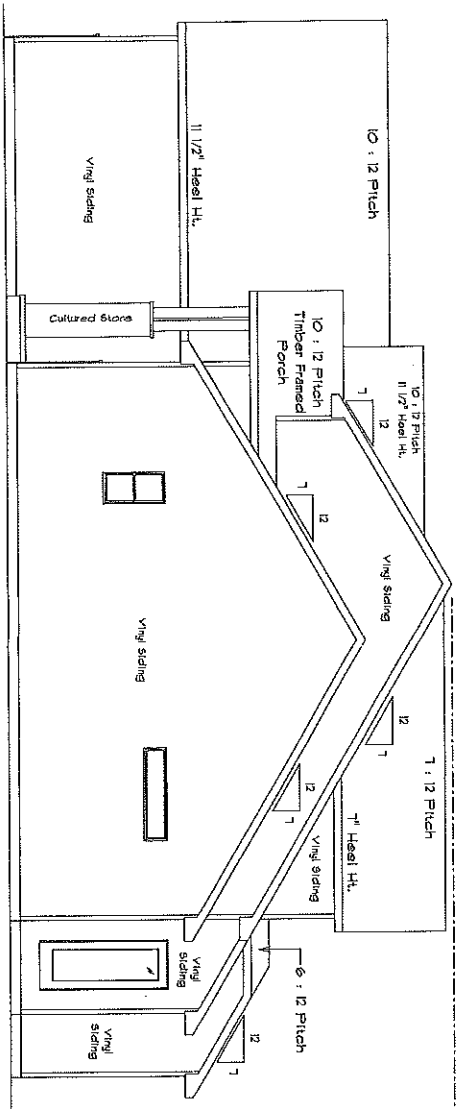 10 : 12 Pitch
11 1/2" Heel Ht.
Vinyl Siding
Cultured Stone
10 : 12 Pitch
Timber Framed
Porch
10 : 12 Pitch
11 1/2" Heel Ht.
7
12
7
12
Vinyl Siding
Vinyl Siding
12
7
12
7
7 : 12 Pitch
7" Heel Ht.
Vinyl Siding
6 : 12 Pitch
12
7
Vinyl
Siding
Vinyl
Siding